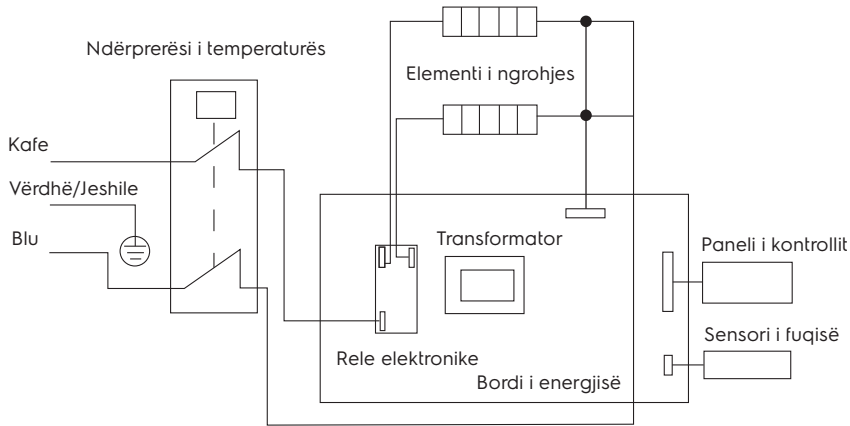 Ndërprerësi i temperaturës
Elementi i ngrohjes
Kafe
Vërdhë/Jeshile
Blu
Transformator
Paneli i kontrollit
Sensori i fuqisë
Rele elektronike
Bordi i energjisë